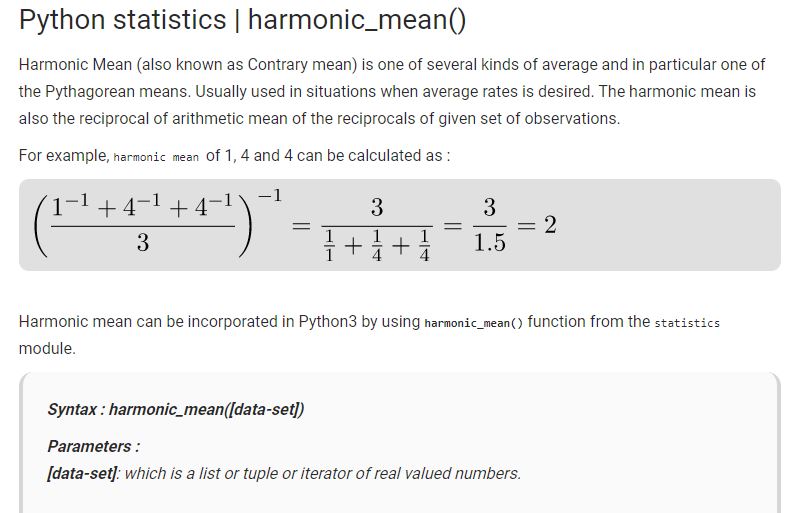 Python statistics | harmonic_mean()
Harmonic Mean (also known as Contrary mean) is one of several kinds of average and in particular one of
the Pythagorean means. Usually used in situations when average rates is desired. The harmonic mean is
also the reciprocal of arithmetic mean of the reciprocals of given set of observations.
For example, harmonic mean of 1, 4 and 4 can be calculated as :
(\frac{1^{-1} + 4^{-1} + 4^{-1}}{3})^{-1} = \frac{3}{\frac{1}{1} + \frac{1}{4} + \frac{1}{4}} = \frac{3}{1.5} = 2
Harmonic mean can be incorporated in Python3 by using harmonic_mean() function from the statistics
module.
Syntax : harmonic_mean([data-set])
Parameters :
[data-set]: which is a list or tuple or iterator of real valued numbers.